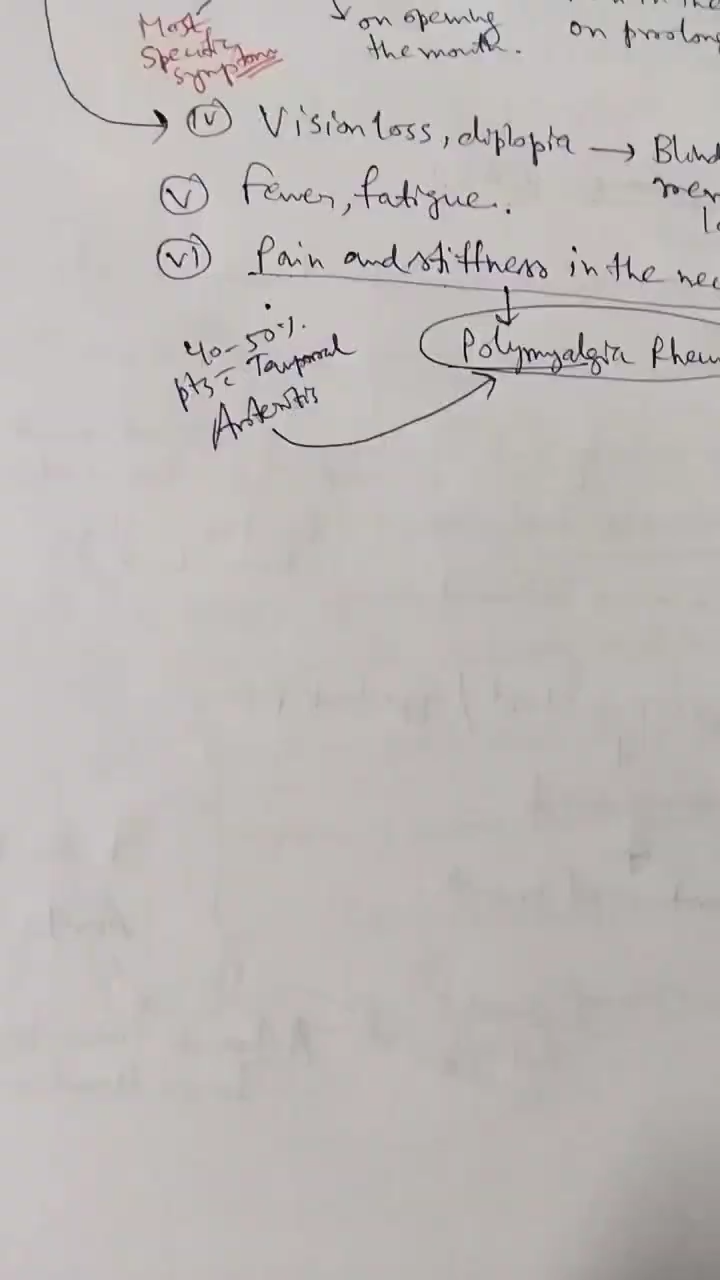 Most
Specific
symptoms
on opening
the mouth.
on prolong
iv Vision loss, diplopia → Blind
v Fever, fatigue.
vi Pain and stiffness in the nec
40-50%.
pts c̄ Temporal
Arteritis
Polymyalgia Rheu